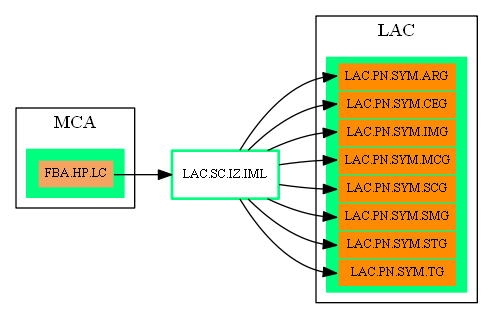 MCA
FBA.HP.LC
LAC.SC.IZ.IML
LAC
LAC.PN.SYM.ARG
LAC.PN.SYM.CEG
LAC.PN.SYM.IMG
LAC.PN.SYM.MCG
LAC.PN.SYM.SCG
LAC.PN.SYM.SMG
LAC.PN.SYM.STG
LAC.PN.SYM.TG